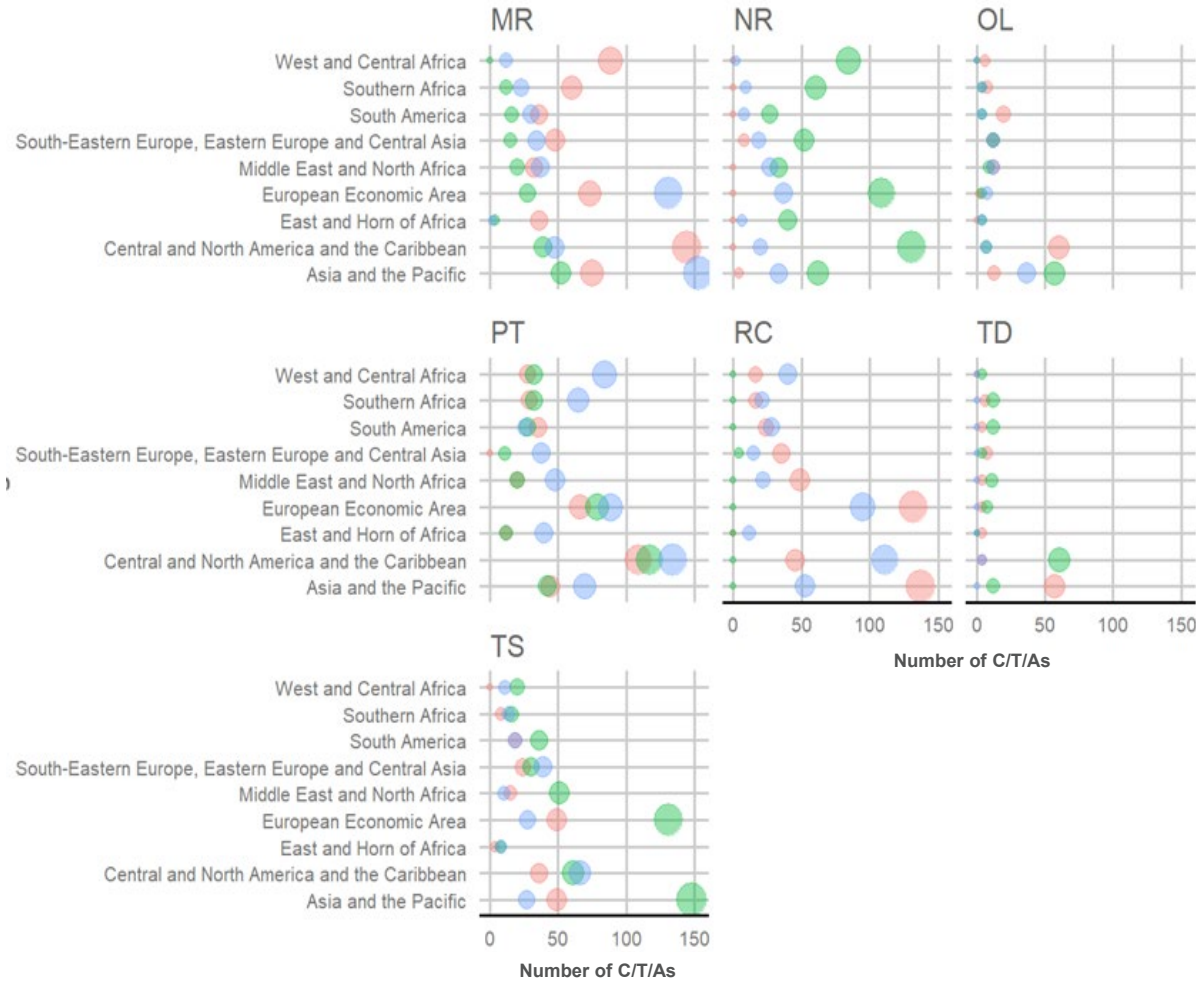 MR NR OL
West and Central Africa
Southern Africa
South America
South-Eastern Europe, Eastern Europe and Central Asia
Middle East and North Africa
European Economic Area
East and Horn of Africa
Central and North America and the Caribbean
Asia and the Pacific
PT RC TD
West and Central Africa
Southern Africa
South America
South-Eastern Europe, Eastern Europe and Central Asia
Middle East and North Africa
European Economic Area
East and Horn of Africa
Central and North America and the Caribbean
Asia and the Pacific
0 50 100 150 0 50 100 150
Number of C/T/As
TS
West and Central Africa
Southern Africa
South America
South-Eastern Europe, Eastern Europe and Central Asia
Middle East and North Africa
European Economic Area
East and Horn of Africa
Central and North America and the Caribbean
Asia and the Pacific
0 50 100 150
Number of C/T/As